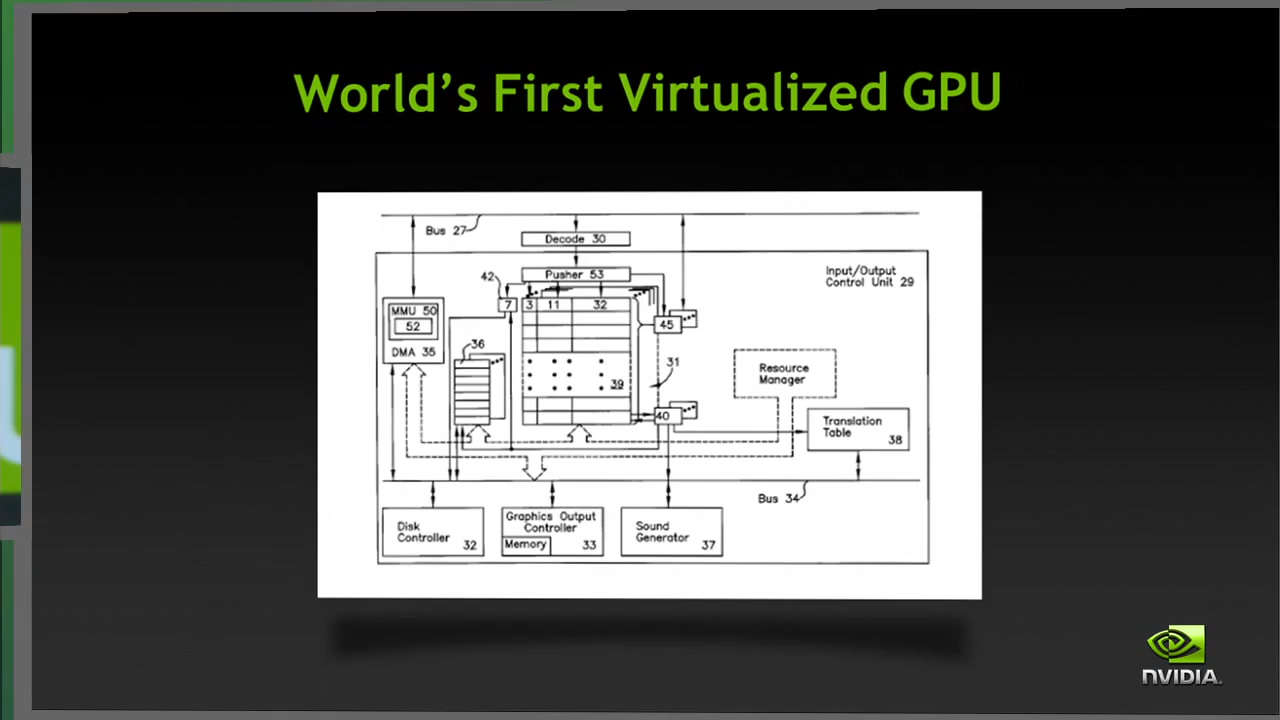 World's First Virtualized GPU
Bus 27
Decode 30
Pusher 53
Input/Output
Control Unit 29
42
7
3
11
32
MMU 50
52
DMA 35
45
36
39
31
40
Resource
Manager
Translation
Table
38
Bus 34
Disk
Controller
32
Graphics Output
Controller
Memory
33
Sound
Generator
37
NVIDIA.